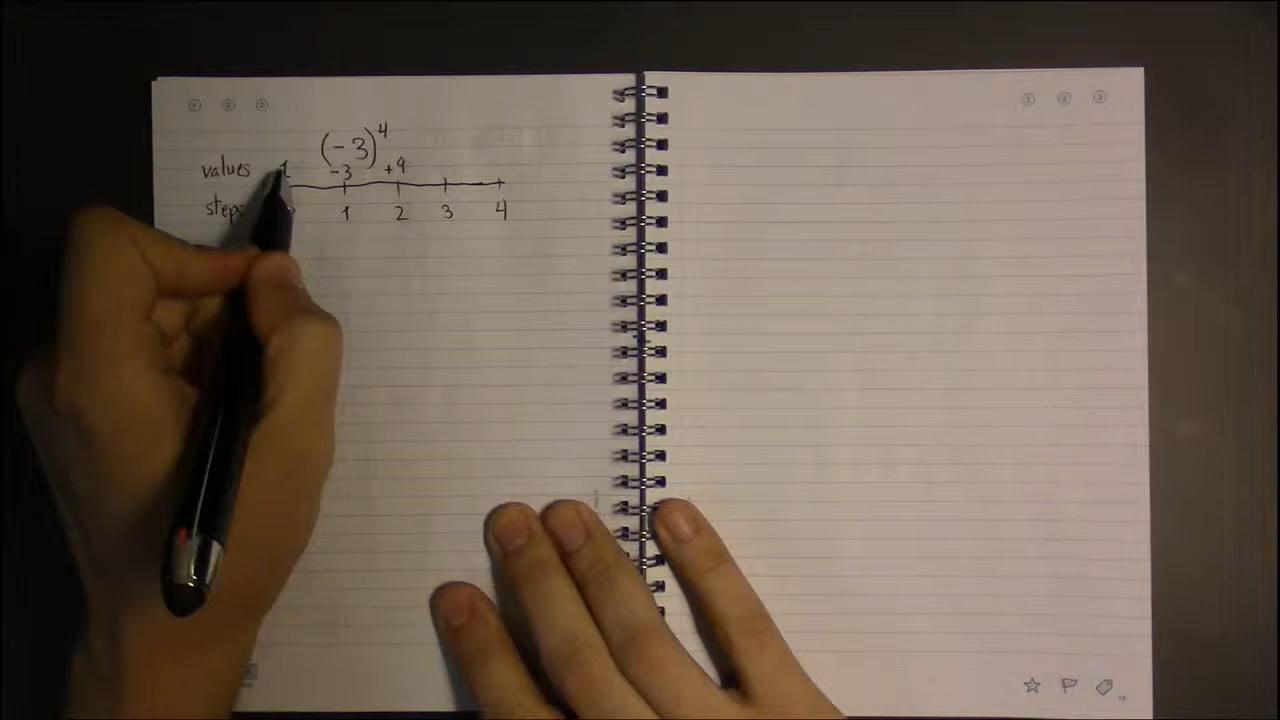 (-3)^4
values 1 -3 +9
steps 1 2 3 4